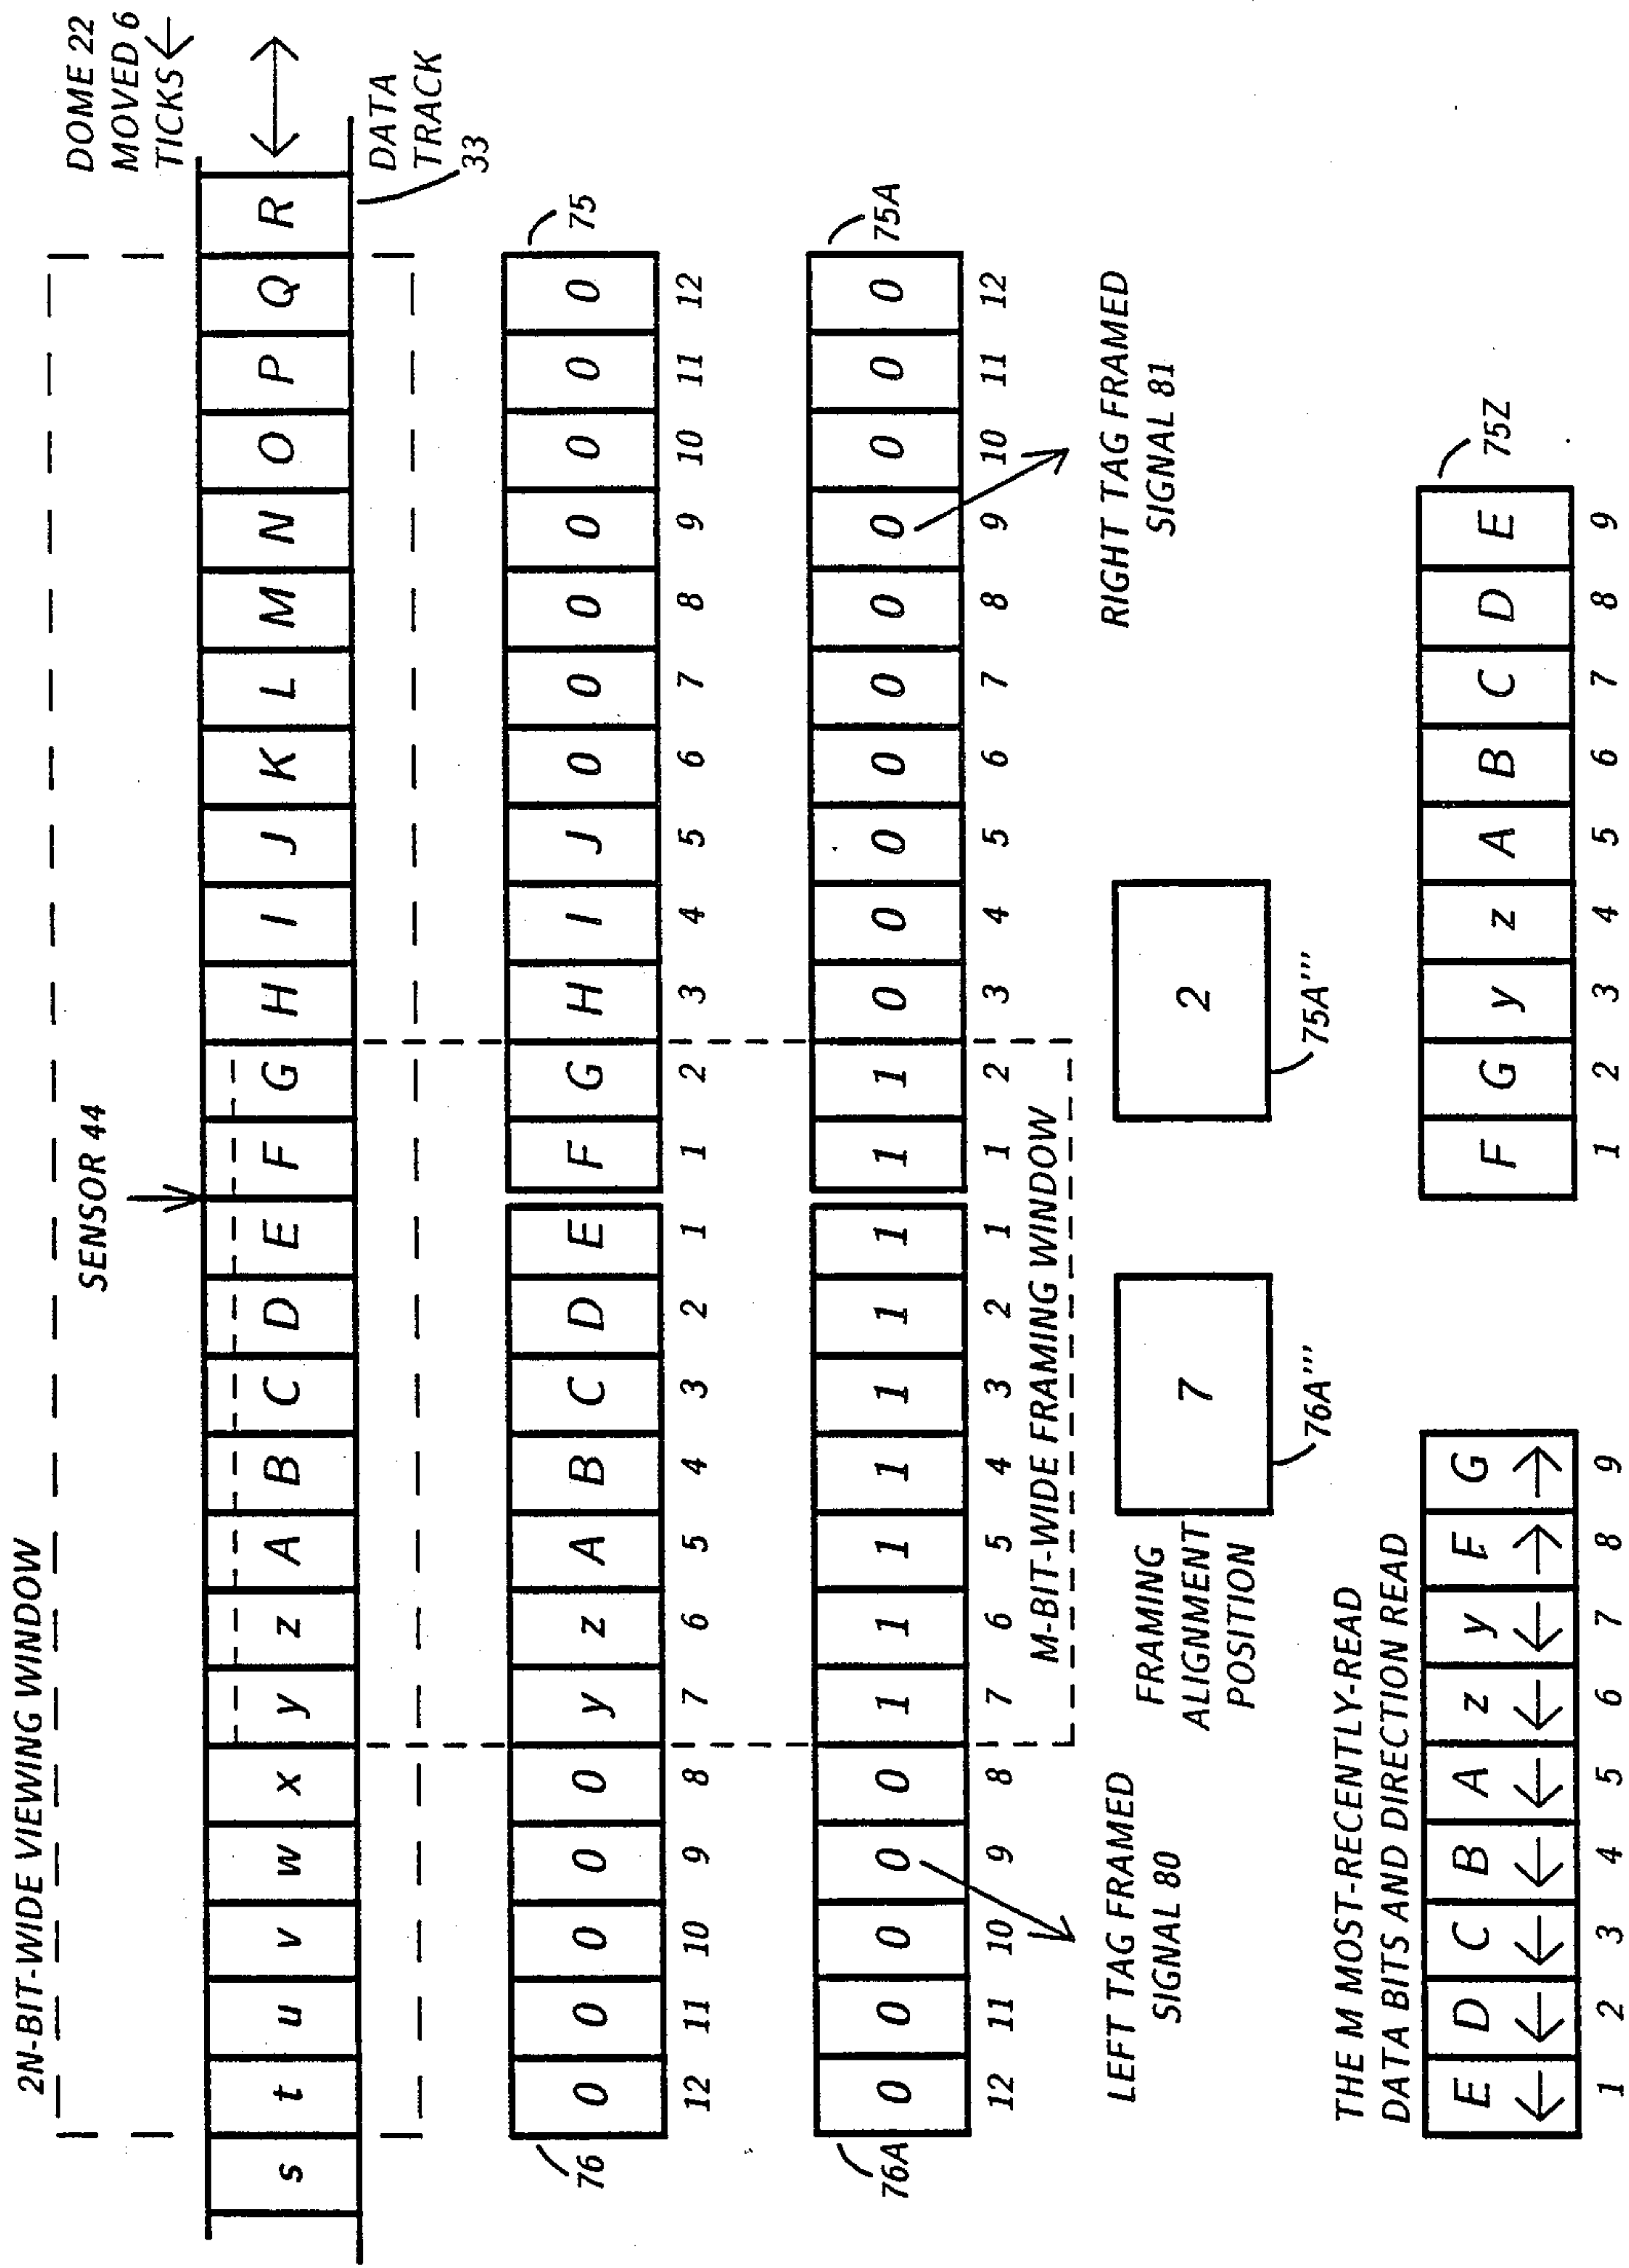 2N-BIT-WIDE VIEWING WINDOW
SENSOR 44
DOME 22
MOVED 6
TICKS
s t u v w x y z A B C D E F G H I J K L M N O P Q R
DATA
TRACK
33
76
0 0 0 0 0 y z A B C D E
F G H I J 0 0 0 0 0 0 0
75
12 11 10 9 8 7 6 5 4 3 2 1
1 2 3 4 5 6 7 8 9 10 11 12
76A
0 0 0 0 0 1 1 1 1 1 1 1
1 1 0 0 0 0 0 0 0 0 0 0
75A
12 11 10 9 8 7 6 5 4 3 2 1
1 2 3 4 5 6 7 8 9 10 11 12
M-BIT-WIDE FRAMING WINDOW
LEFT TAG FRAMED
SIGNAL 80
FRAMING
ALIGNMENT
POSITION
7
76A'''
2
75A'''
RIGHT TAG FRAMED
SIGNAL 81
THE M MOST-RECENTLY-READ
DATA BITS AND DIRECTION READ
E D C B A z y F G
1 2 3 4 5 6 7 8 9
F G y z A B C D E
75Z
1 2 3 4 5 6 7 8 9